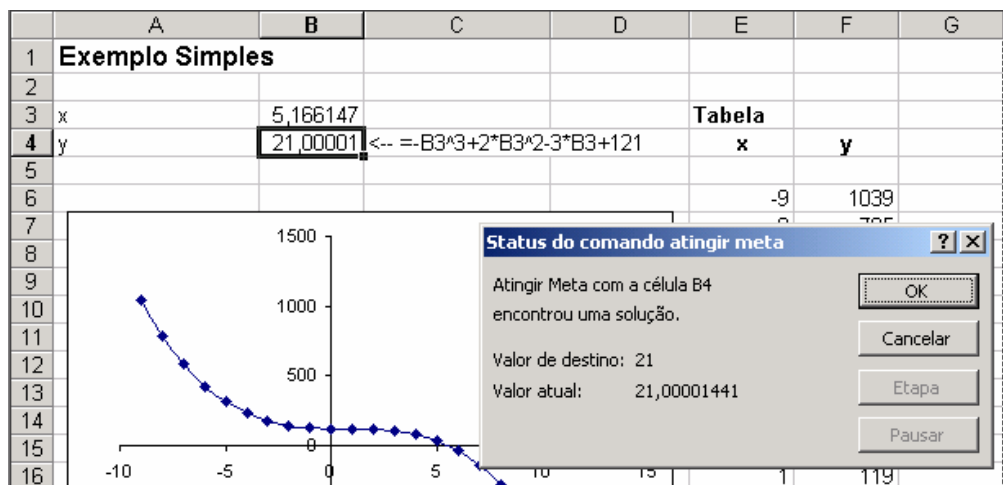 A B C D E F G
1 Exemplo Simples
2
3 x 5,166147 Tabela
4 y 21,00001 <-- =-B3^3+2*B3^2-3*B3+121 x y
5
6 -9 1039
7
8
9
10
11
12
13
14
15
16 1 119
1500
1000
500
0
-10 -5 0 5 10 15
Status do comando atingir meta
Atingir Meta com a célula B4
encontrou uma solução.
Valor de destino: 21
Valor atual: 21,00001441
OK
Cancelar
Etapa
Pausar